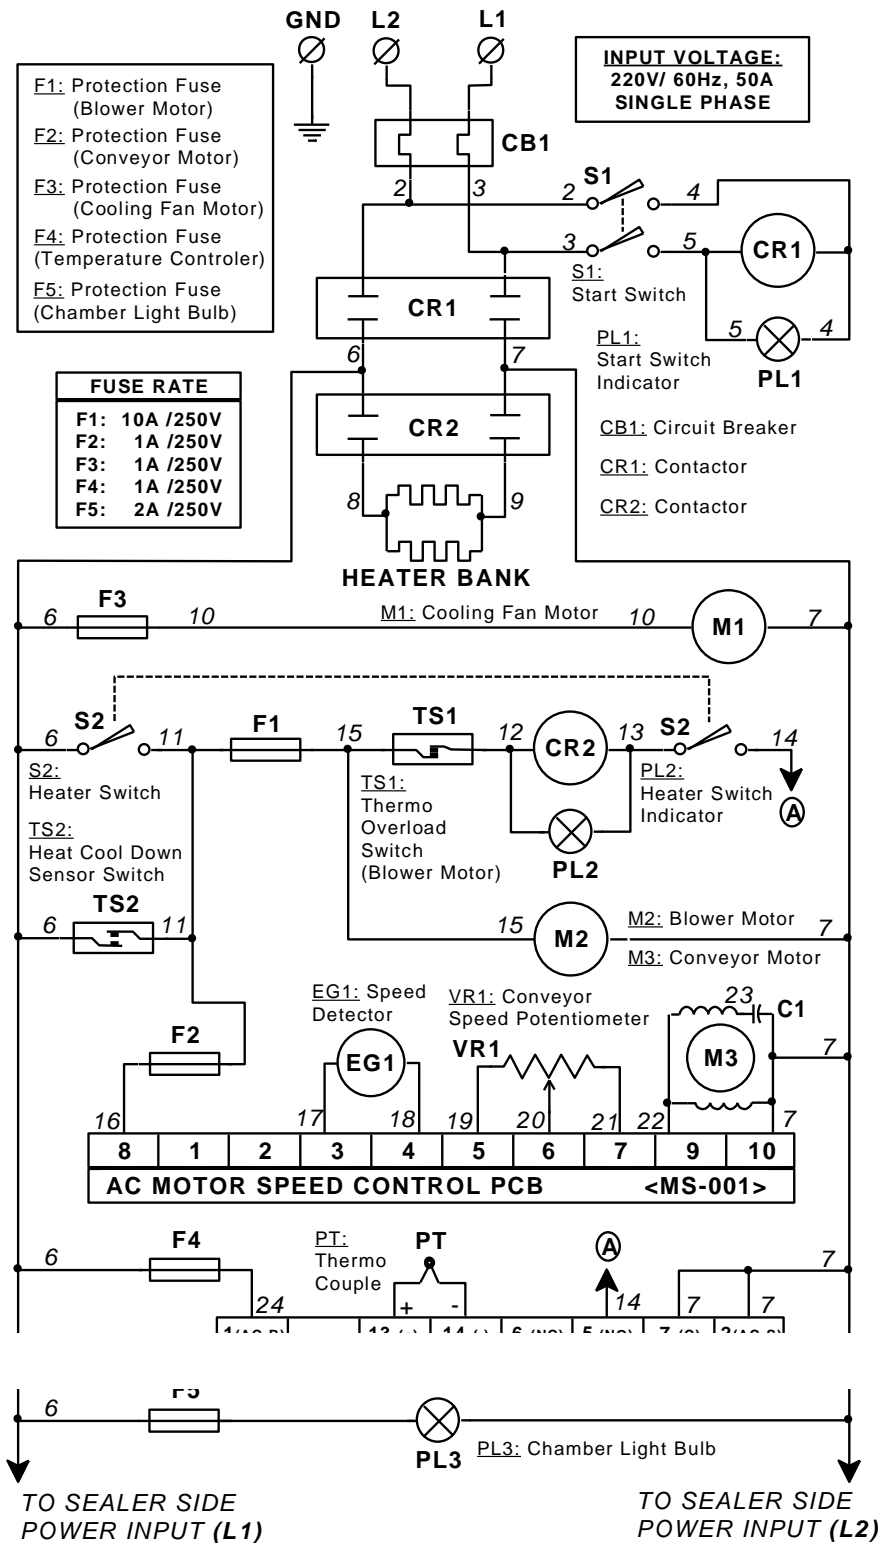 GND L2 L1
F1: Protection Fuse
(Blower Motor)
F2: Protection Fuse
(Conveyor Motor)
F3: Protection Fuse
(Cooling Fan Motor)
F4: Protection Fuse
(Temperature Controler)
F5: Protection Fuse
(Chamber Light Bulb)
INPUT VOLTAGE:
220V/ 60Hz, 50A
SINGLE PHASE
CB1
2 3 2 S1 4
3 5 CR1
S1:
Start Switch
CR1
6 7
PL1:
Start Switch
Indicator
5 4
PL1
FUSE RATE
F1: 10A /250V
F2: 1A /250V
F3: 1A /250V
F4: 1A /250V
F5: 2A /250V
CR2
8 9
HEATER BANK
CB1: Circuit Breaker
CR1: Contactor
CR2: Contactor
6 F3 10 M1: Cooling Fan Motor 10 M1 7
6 S2 11 F1 15 TS1 12 CR2 13 S2 14
S2:
Heater Switch
TS1:
Thermo
Overload
Switch
(Blower Motor)
PL2
PL2:
Heater Switch
Indicator
A
TS2:
Heat Cool Down
Sensor Switch
6 TS2 11
15 M2 7
M2: Blower Motor
M3: Conveyor Motor
EG1: Speed
Detector
VR1: Conveyor
Speed Potentiometer
23 C1
F2 EG1 VR1 M3 7
16 17 18 19 20 21 22 7
8 1 2 3 4 5 6 7 9 10
AC MOTOR SPEED CONTROL PCB <MS-001>
6 F4 24
PT:
Thermo
Couple
PT
+ -
A
14 7 7 7
6 F5 PL3
PL3: Chamber Light Bulb
TO SEALER SIDE
POWER INPUT (L1)
TO SEALER SIDE
POWER INPUT (L2)